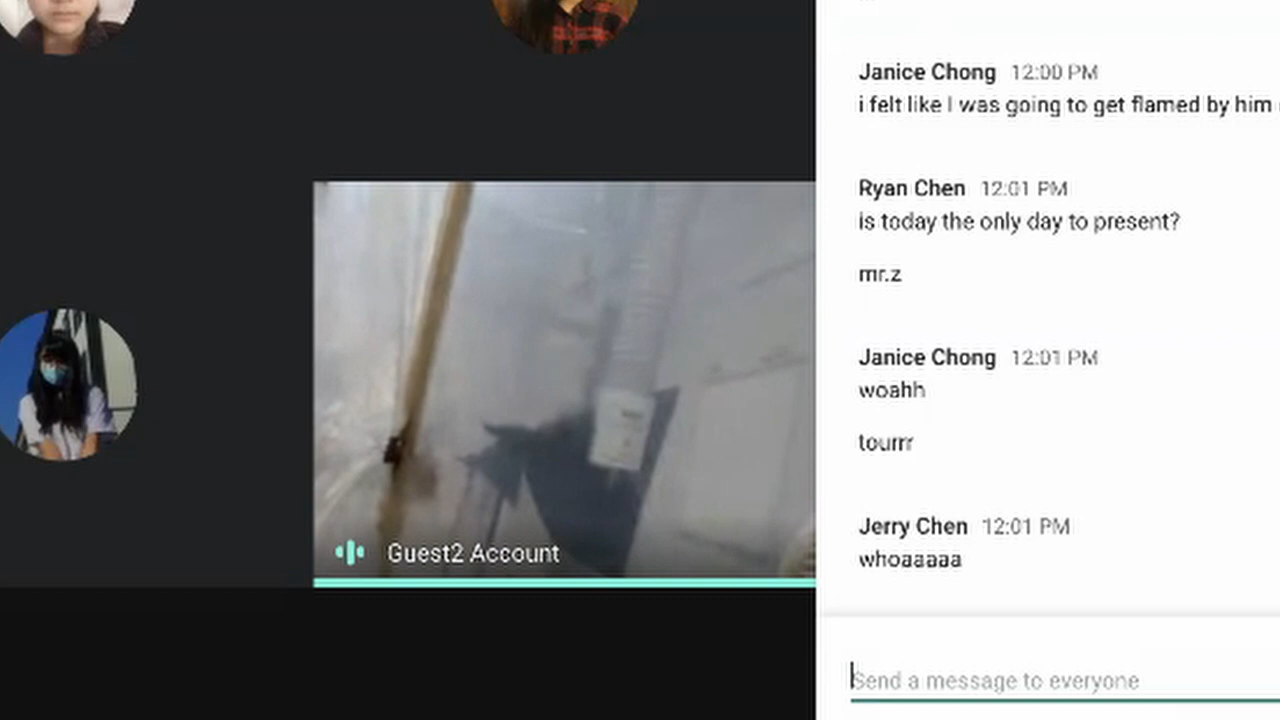 Janice Chong 12:00 PM
i felt like I was going to get flamed by him
Ryan Chen 12:01 PM
is today the only day to present?
mr.z
Janice Chong 12:01 PM
woahh
tourrr
Jerry Chen 12:01 PM
whoaaaaa
Guest2 Account
Send a message to everyone